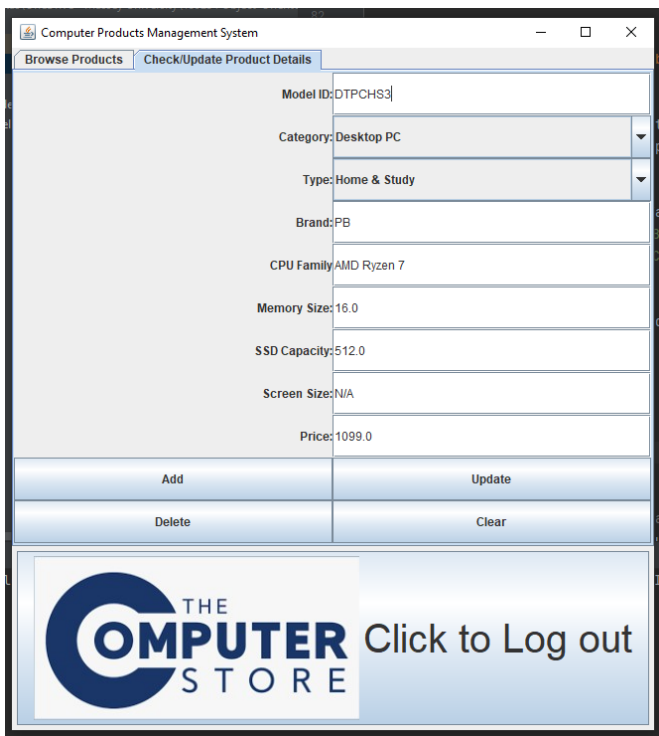 Computer Products Management System
Browse Products Check/Update Product Details
Model ID: DTPCHS3
Category: Desktop PC
Type: Home & Study
Brand: PB
CPU Family AMD Ryzen 7
Memory Size: 16.0
SSD Capacity: 512.0
Screen Size: N/A
Price: 1099.0
Add Update
Delete Clear
THE
COMPUTER
STORE
Click to Log out